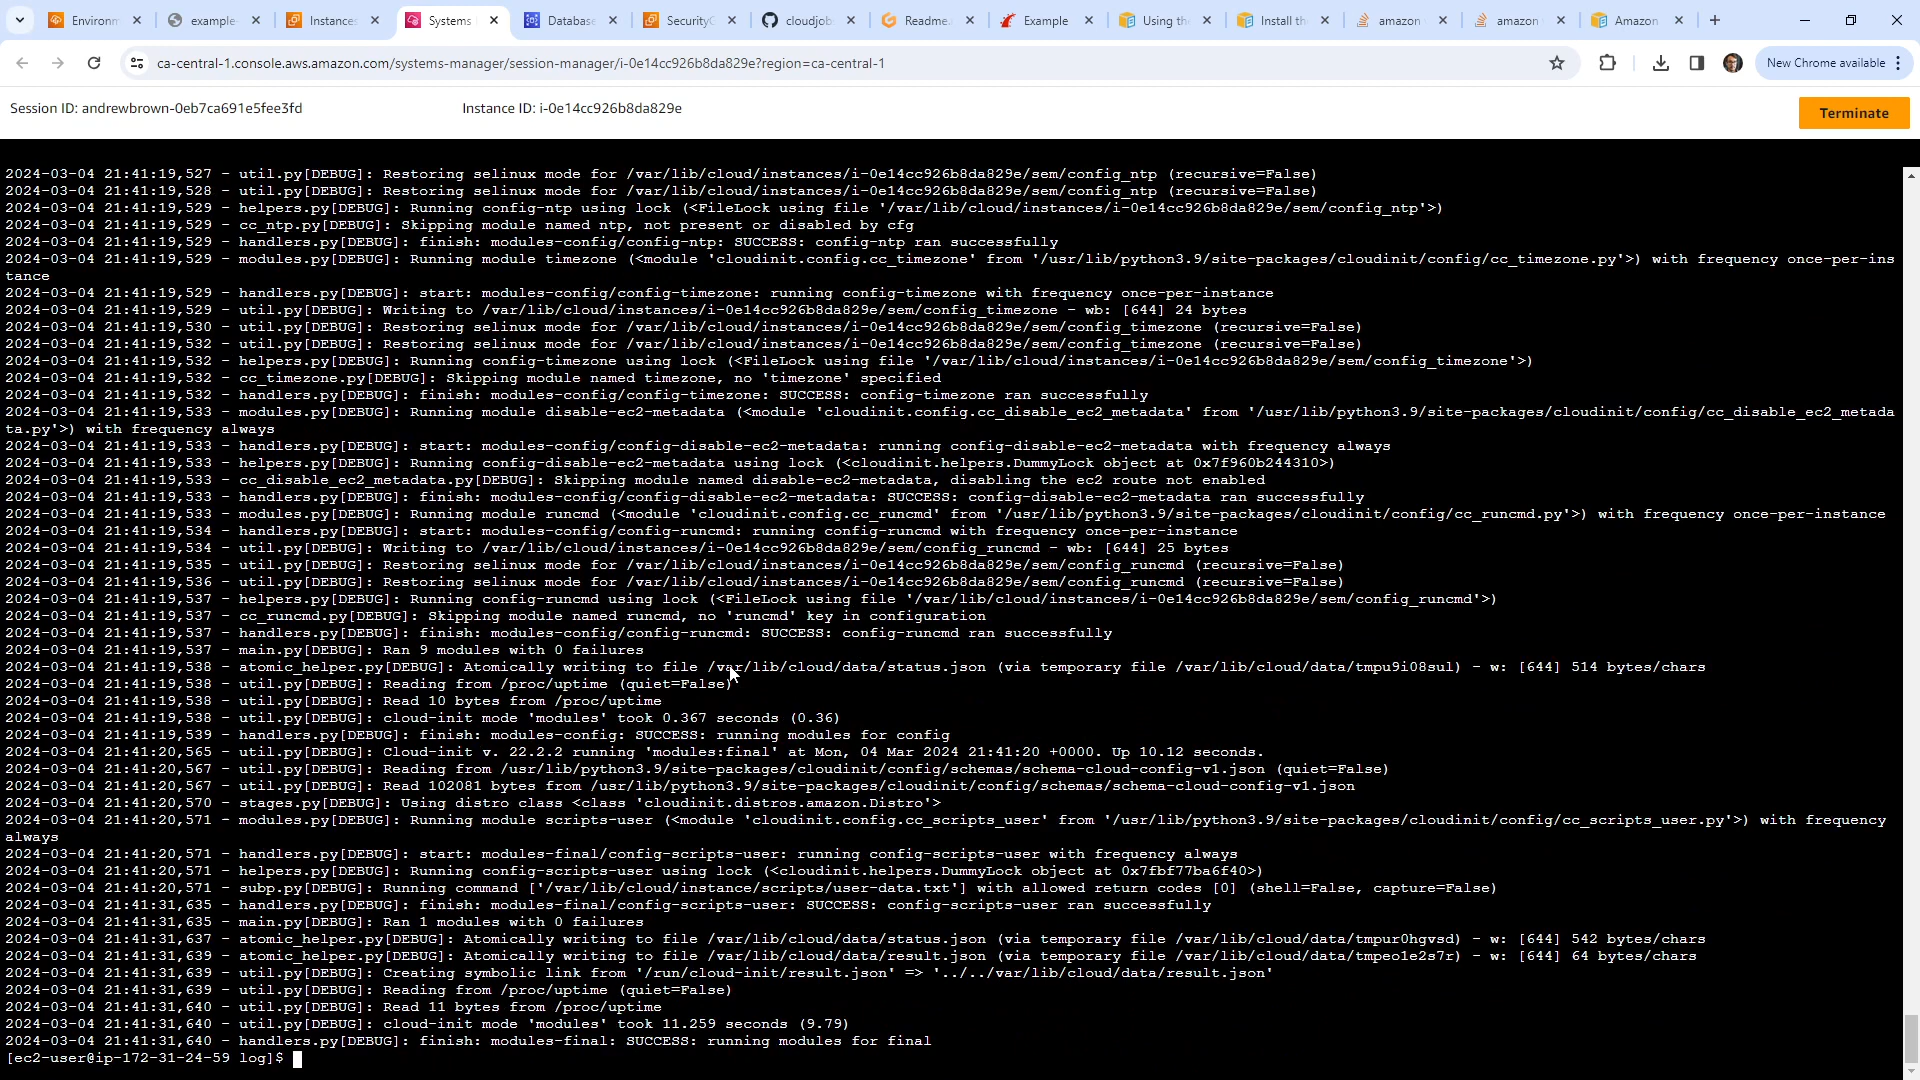 Environm
example-
Instances
Systems
Database
SecurityG
cloudjob
Readme.
Example
Using th
Install th
amazon
amazon
Amazon
ca-central-1.console.aws.amazon.com/systems-manager/session-manager/i-0e14cc926b8da829e?region=ca-central-1
New Chrome available
Session ID: andrewbrown-0eb7ca691e5fee3fd
Instance ID: i-0e14cc926b8da829e
Terminate
2024-03-04 21:41:19,527 - util.py[DEBUG]: Restoring selinux mode for /var/lib/cloud/instances/i-0e14cc926b8da829e/sem/config_ntp (recursive=False)
2024-03-04 21:41:19,528 - util.py[DEBUG]: Restoring selinux mode for /var/lib/cloud/instances/i-0e14cc926b8da829e/sem/config_ntp (recursive=False)
2024-03-04 21:41:19,529 - helpers.py[DEBUG]: Running config-ntp using lock (<FileLock using file '/var/lib/cloud/instances/i-0e14cc926b8da829e/sem/config_ntp'>)
2024-03-04 21:41:19,529 - cc_ntp.py[DEBUG]: Skipping module named ntp, not present or disabled by cfg
2024-03-04 21:41:19,529 - handlers.py[DEBUG]: finish: modules-config/config-ntp: SUCCESS: config-ntp ran successfully
2024-03-04 21:41:19,529 - modules.py[DEBUG]: Running module timezone (<module 'cloudinit.config.cc_timezone' from '/usr/lib/python3.9/site-packages/cloudinit/config/cc_timezone.py'>) with frequency once-per-ins
tance
2024-03-04 21:41:19,529 - handlers.py[DEBUG]: start: modules-config/config-timezone: running config-timezone with frequency once-per-instance
2024-03-04 21:41:19,529 - util.py[DEBUG]: Writing to /var/lib/cloud/instances/i-0e14cc926b8da829e/sem/config_timezone - wb: [644] 24 bytes
2024-03-04 21:41:19,530 - util.py[DEBUG]: Restoring selinux mode for /var/lib/cloud/instances/i-0e14cc926b8da829e/sem/config_timezone (recursive=False)
2024-03-04 21:41:19,532 - util.py[DEBUG]: Restoring selinux mode for /var/lib/cloud/instances/i-0e14cc926b8da829e/sem/config_timezone (recursive=False)
2024-03-04 21:41:19,532 - helpers.py[DEBUG]: Running config-timezone using lock (<FileLock using file '/var/lib/cloud/instances/i-0e14cc926b8da829e/sem/config_timezone'>)
2024-03-04 21:41:19,532 - cc_timezone.py[DEBUG]: Skipping module named timezone, no 'timezone' specified
2024-03-04 21:41:19,532 - handlers.py[DEBUG]: finish: modules-config/config-timezone: SUCCESS: config-timezone ran successfully
2024-03-04 21:41:19,533 - modules.py[DEBUG]: Running module disable-ec2-metadata (<module 'cloudinit.config.cc_disable_ec2_metadata' from '/usr/lib/python3.9/site-packages/cloudinit/config/cc_disable_ec2_metada
ta.py'>) with frequency always
2024-03-04 21:41:19,533 - handlers.py[DEBUG]: start: modules-config/config-disable-ec2-metadata: running config-disable-ec2-metadata with frequency always
2024-03-04 21:41:19,533 - helpers.py[DEBUG]: Running config-disable-ec2-metadata using lock (<cloudinit.helpers.DummyLock object at 0x7f960b244310>)
2024-03-04 21:41:19,533 - cc_disable_ec2_metadata.py[DEBUG]: Skipping module named disable-ec2-metadata, disabling the ec2 route not enabled
2024-03-04 21:41:19,533 - handlers.py[DEBUG]: finish: modules-config/config-disable-ec2-metadata: SUCCESS: config-disable-ec2-metadata ran successfully
2024-03-04 21:41:19,533 - modules.py[DEBUG]: Running module runcmd (<module 'cloudinit.config.cc_runcmd' from '/usr/lib/python3.9/site-packages/cloudinit/config/cc_runcmd.py'>) with frequency once-per-instance
2024-03-04 21:41:19,534 - handlers.py[DEBUG]: start: modules-config/config-runcmd: running config-runcmd with frequency once-per-instance
2024-03-04 21:41:19,534 - util.py[DEBUG]: Writing to /var/lib/cloud/instances/i-0e14cc926b8da829e/sem/config_runcmd - wb: [644] 25 bytes
2024-03-04 21:41:19,535 - util.py[DEBUG]: Restoring selinux mode for /var/lib/cloud/instances/i-0e14cc926b8da829e/sem/config_runcmd (recursive=False)
2024-03-04 21:41:19,536 - util.py[DEBUG]: Restoring selinux mode for /var/lib/cloud/instances/i-0e14cc926b8da829e/sem/config_runcmd (recursive=False)
2024-03-04 21:41:19,537 - helpers.py[DEBUG]: Running config-runcmd using lock (<FileLock using file '/var/lib/cloud/instances/i-0e14cc926b8da829e/sem/config_runcmd'>)
2024-03-04 21:41:19,537 - cc_runcmd.py[DEBUG]: Skipping module named runcmd, no 'runcmd' key in configuration
2024-03-04 21:41:19,537 - handlers.py[DEBUG]: finish: modules-config/config-runcmd: SUCCESS: config-runcmd ran successfully
2024-03-04 21:41:19,537 - main.py[DEBUG]: Ran 9 modules with 0 failures
2024-03-04 21:41:19,538 - atomic_helper.py[DEBUG]: Atomically writing to file /var/lib/cloud/data/status.json (via temporary file /var/lib/cloud/data/tmpu9i08sul) - w: [644] 514 bytes/chars
2024-03-04 21:41:19,538 - util.py[DEBUG]: Reading from /proc/uptime (quiet=False)
2024-03-04 21:41:19,538 - util.py[DEBUG]: Read 10 bytes from /proc/uptime
2024-03-04 21:41:19,538 - util.py[DEBUG]: cloud-init mode 'modules' took 0.367 seconds (0.36)
2024-03-04 21:41:19,539 - handlers.py[DEBUG]: finish: modules-config: SUCCESS: running modules for config
2024-03-04 21:41:20,565 - util.py[DEBUG]: Cloud-init v. 22.2.2 running 'modules:final' at Mon, 04 Mar 2024 21:41:20 +0000. Up 10.12 seconds.
2024-03-04 21:41:20,567 - util.py[DEBUG]: Reading from /usr/lib/python3.9/site-packages/cloudinit/config/schemas/schema-cloud-config-v1.json (quiet=False)
2024-03-04 21:41:20,567 - util.py[DEBUG]: Read 102081 bytes from /usr/lib/python3.9/site-packages/cloudinit/config/schemas/schema-cloud-config-v1.json
2024-03-04 21:41:20,570 - stages.py[DEBUG]: Using distro class <class 'cloudinit.distros.amazon.Distro'>
2024-03-04 21:41:20,571 - modules.py[DEBUG]: Running module scripts-user (<module 'cloudinit.config.cc_scripts_user' from '/usr/lib/python3.9/site-packages/cloudinit/config/cc_scripts_user.py'>) with frequency
always
2024-03-04 21:41:20,571 - handlers.py[DEBUG]: start: modules-final/config-scripts-user: running config-scripts-user with frequency always
2024-03-04 21:41:20,571 - helpers.py[DEBUG]: Running config-scripts-user using lock (<cloudinit.helpers.DummyLock object at 0x7fbf77ba6f40>)
2024-03-04 21:41:20,571 - subp.py[DEBUG]: Running command ['/var/lib/cloud/instance/scripts/user-data.txt'] with allowed return codes [0] (shell=False, capture=False)
2024-03-04 21:41:31,635 - handlers.py[DEBUG]: finish: modules-final/config-scripts-user: SUCCESS: config-scripts-user ran successfully
2024-03-04 21:41:31,635 - main.py[DEBUG]: Ran 1 modules with 0 failures
2024-03-04 21:41:31,637 - atomic_helper.py[DEBUG]: Atomically writing to file /var/lib/cloud/data/status.json (via temporary file /var/lib/cloud/data/tmpur0hgvsd) - w: [644] 542 bytes/chars
2024-03-04 21:41:31,639 - atomic_helper.py[DEBUG]: Atomically writing to file /var/lib/cloud/data/result.json (via temporary file /var/lib/cloud/data/tmpeo1e2s7r) - w: [644] 64 bytes/chars
2024-03-04 21:41:31,639 - util.py[DEBUG]: Creating symbolic link from '/run/cloud-init/result.json' => '../../var/lib/cloud/data/result.json'
2024-03-04 21:41:31,639 - util.py[DEBUG]: Reading from /proc/uptime (quiet=False)
2024-03-04 21:41:31,640 - util.py[DEBUG]: Read 11 bytes from /proc/uptime
2024-03-04 21:41:31,640 - util.py[DEBUG]: cloud-init mode 'modules' took 11.259 seconds (9.79)
2024-03-04 21:41:31,640 - handlers.py[DEBUG]: finish: modules-final: SUCCESS: running modules for final
[ec2-user@ip-172-31-24-59 log]$